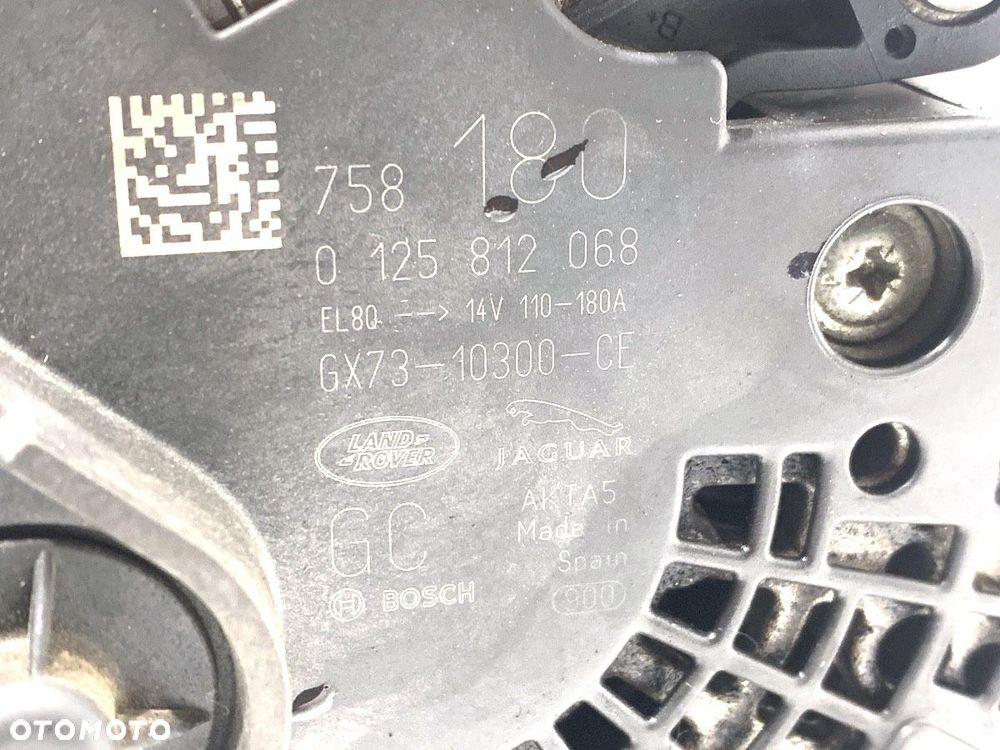 B+
758 180
0 125 812 068
EL8Q --> 14V 110-180A
GX73-10300-CE
LAND
ROVER
JAGUAR
AKTA5
GC
Made in
Spain
BOSCH
900
OTOMOTO